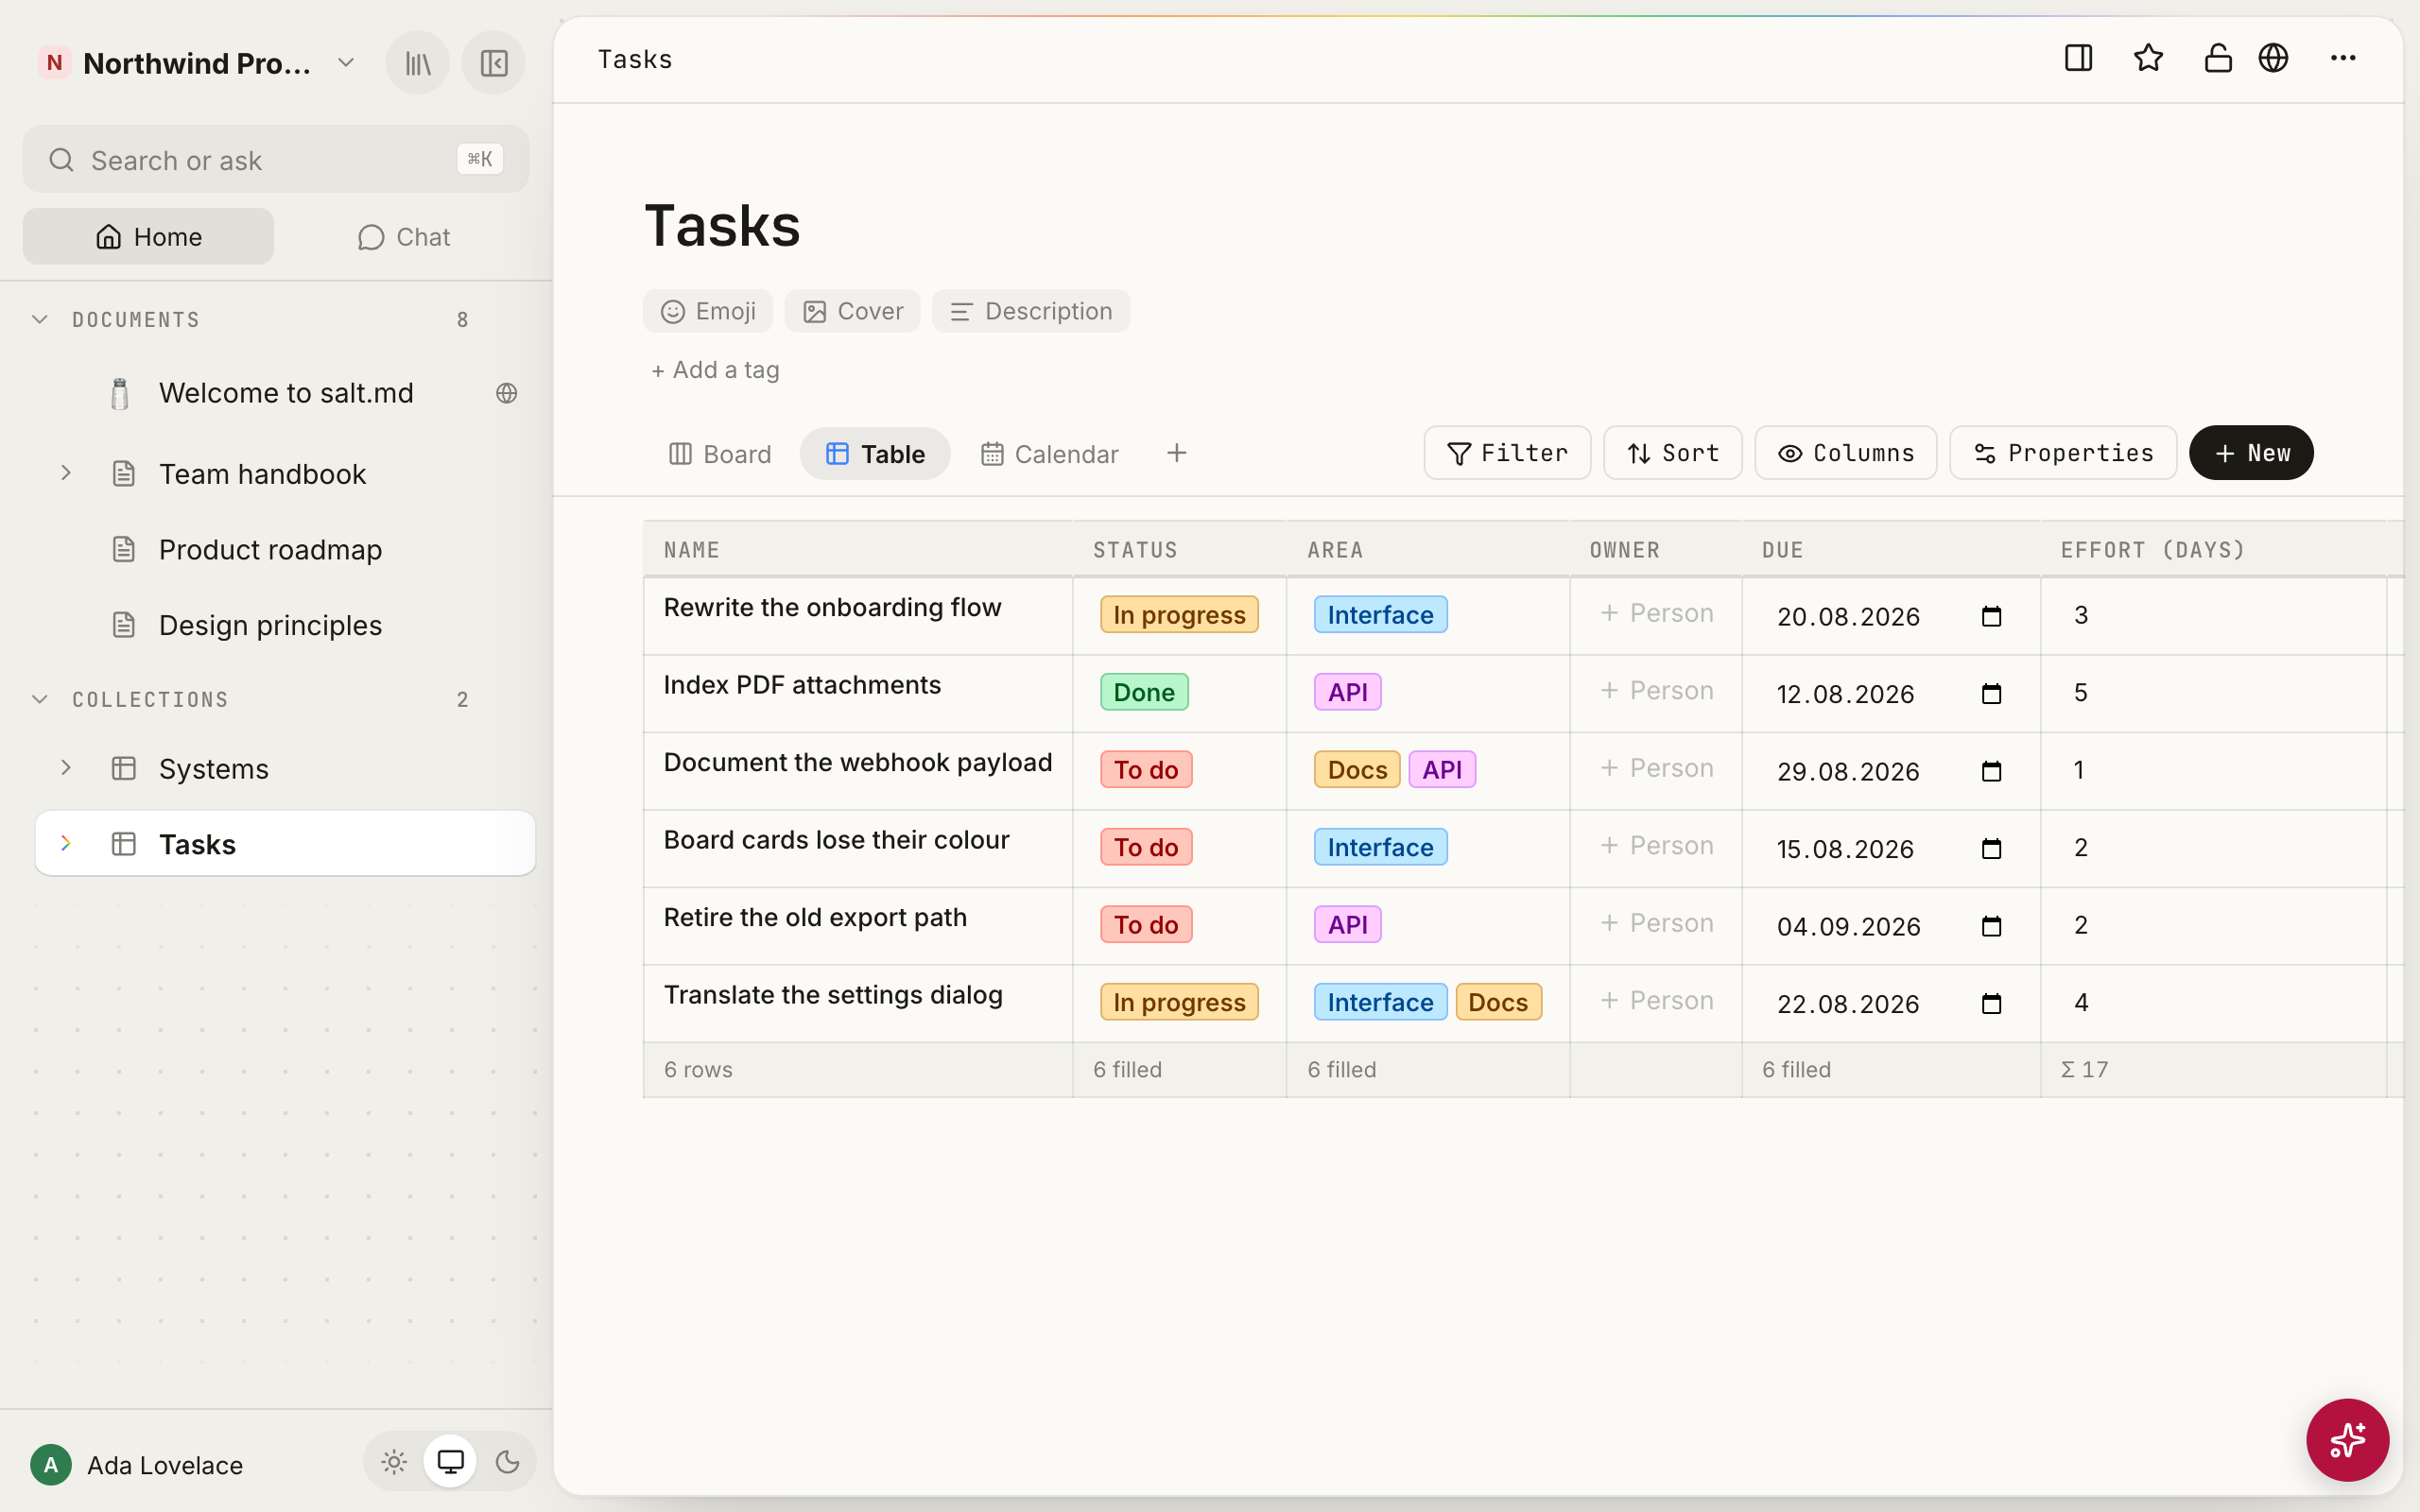 N Northwind Pro...
Search or ask ⌘K
Home Chat
DOCUMENTS 8
Welcome to salt.md
Team handbook
Product roadmap
Design principles
COLLECTIONS 2
Systems
Tasks
A Ada Lovelace
Tasks
Tasks
Emoji Cover Description
+ Add a tag
Board Table Calendar + Filter Sort Columns Properties + New
NAME STATUS AREA OWNER DUE EFFORT (DAYS)
Rewrite the onboarding flow In progress Interface + Person 20.08.2026 3
Index PDF attachments Done API + Person 12.08.2026 5
Document the webhook payload To do Docs API + Person 29.08.2026 1
Board cards lose their colour To do Interface + Person 15.08.2026 2
Retire the old export path To do API + Person 04.09.2026 2
Translate the settings dialog In progress Interface Docs + Person 22.08.2026 4
6 rows 6 filled 6 filled 6 filled Σ 17